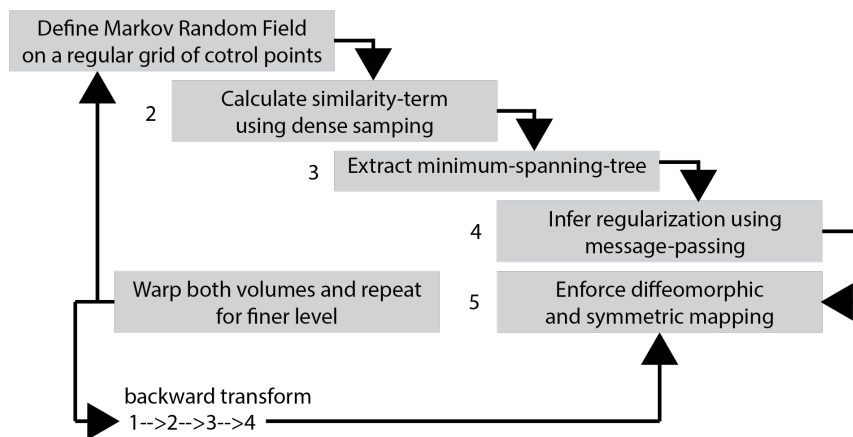 Define Markov Random Field
on a regular grid of cotrol points
2
Calculate similarity-term
using dense samping
3
Extract minimum-spanning-tree
4
Infer regularization using
message-passing
Warp both volumes and repeat
for finer level
5
Enforce diffeomorphic
and symmetric mapping
backward transform
1-->2-->3-->4